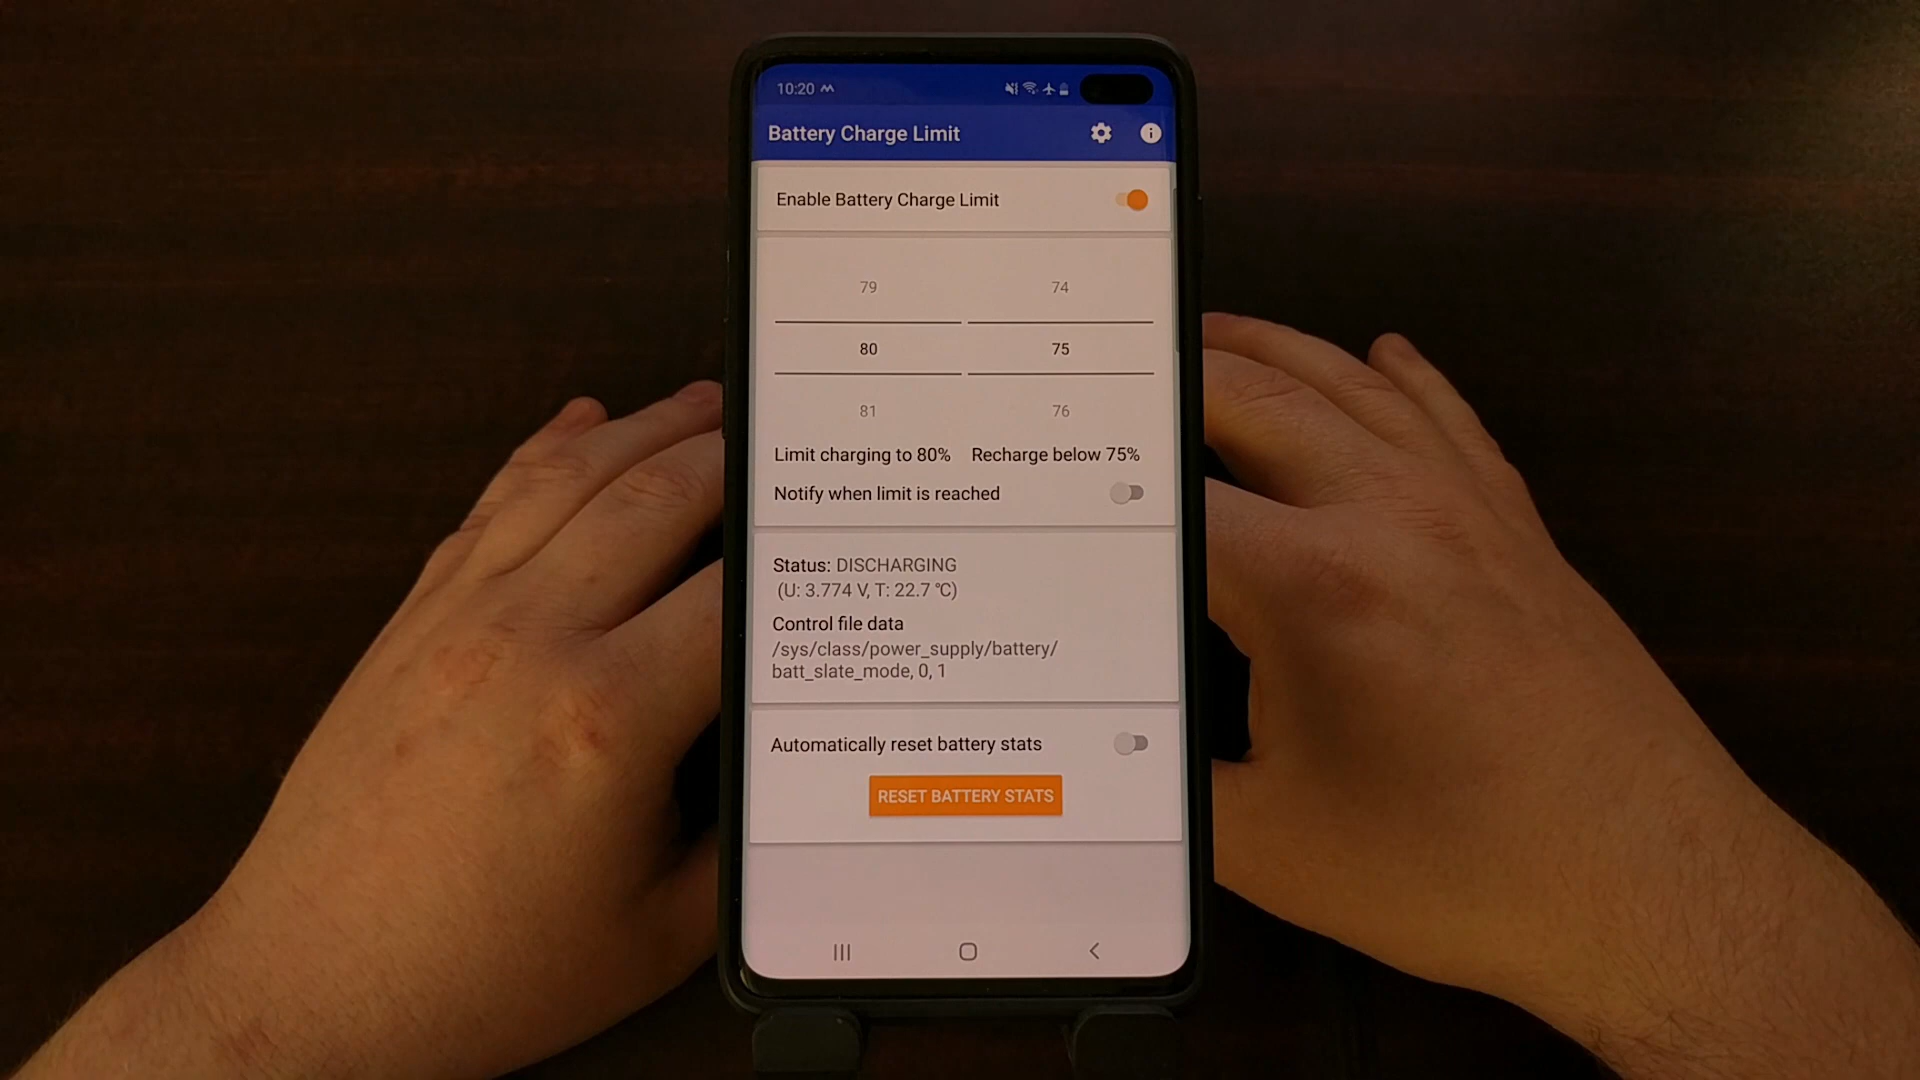 10:20
Battery Charge Limit
Enable Battery Charge Limit
79 74
80 75
81 76
Limit charging to 80% Recharge below 75%
Notify when limit is reached
Status: DISCHARGING
(U: 3.774 V, T: 22.7 °C)
Control file data
/sys/class/power_supply/battery/
batt_slate_mode, 0, 1
Automatically reset battery stats
RESET BATTERY STATS